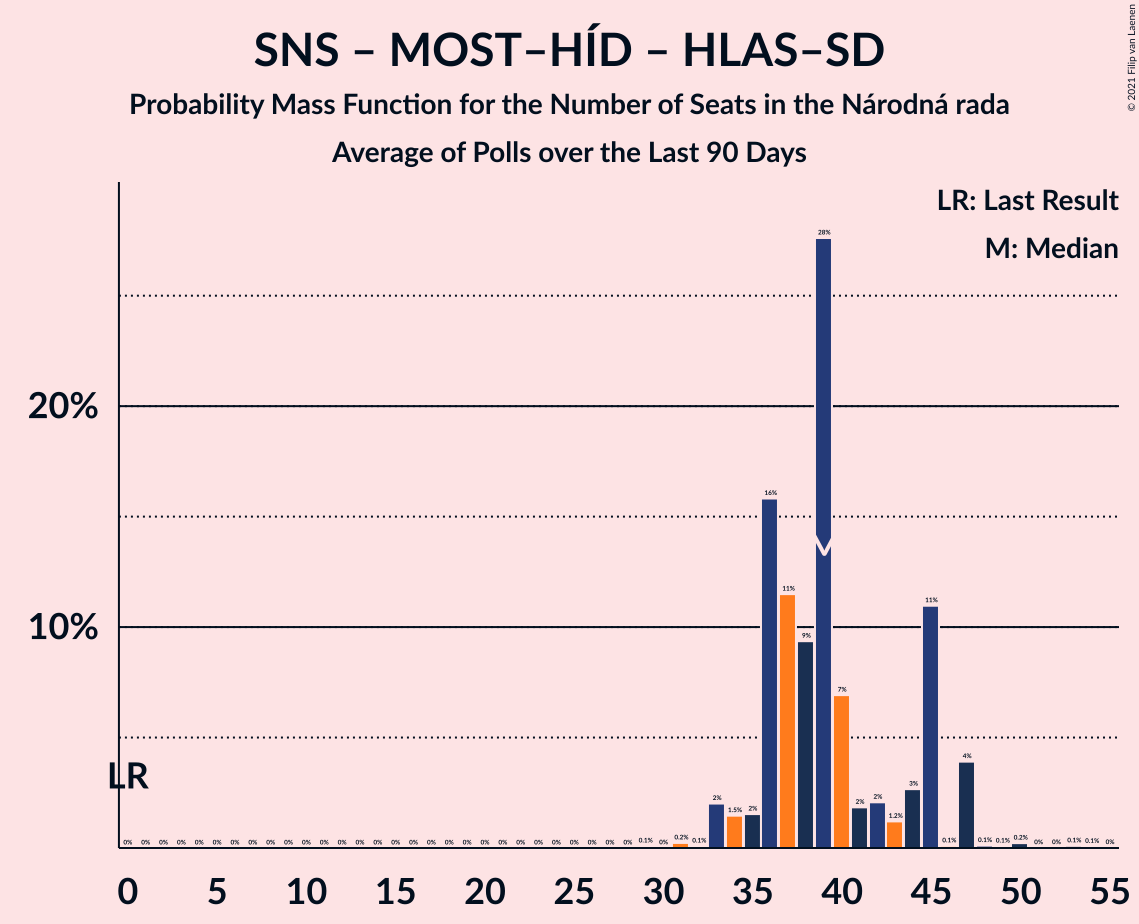 SNS – MOST–HÍD – HLAS–SD
Probability Mass Function for the Number of Seats in the Národná rada
Average of Polls over the Last 90 Days
© 2021 Filip van Laenen
LR: Last Result
M: Median
20%
10%
LR
0% 0% 0% 0% 0% 0% 0% 0% 0% 0% 0% 0% 0% 0% 0% 0% 0% 0% 0% 0% 0% 0% 0% 0% 0% 0% 0% 0% 0% 0.1% 0% 0.2% 0.1% 2% 1.5% 2% 16% 11% 9% 28% 7% 2% 2% 1.2% 3% 11% 0.1% 4% 0.1% 0.1% 0.2% 0% 0% 0.1% 0.1% 0%
0 5 10 15 20 25 30 35 40 45 50 55